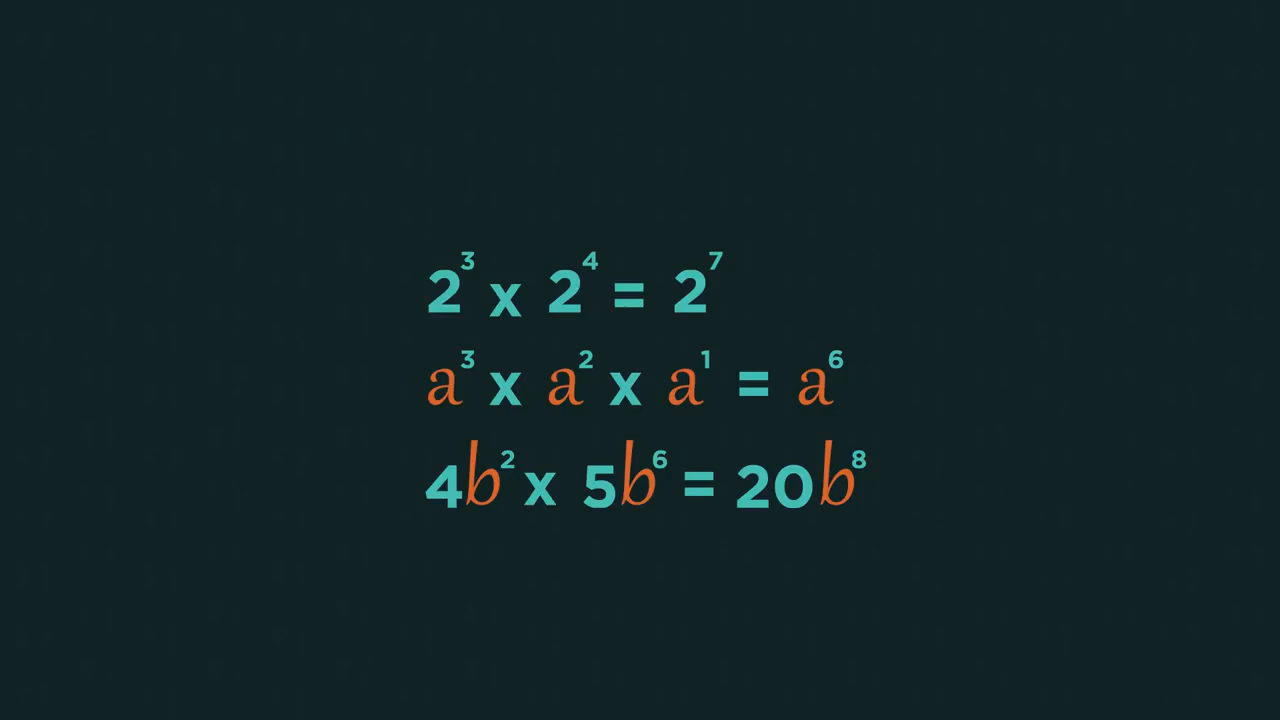 2³ x 2⁴ = 2⁷
a³ x a² x a¹ = a⁶
4b² x 5b⁶ = 20b⁸